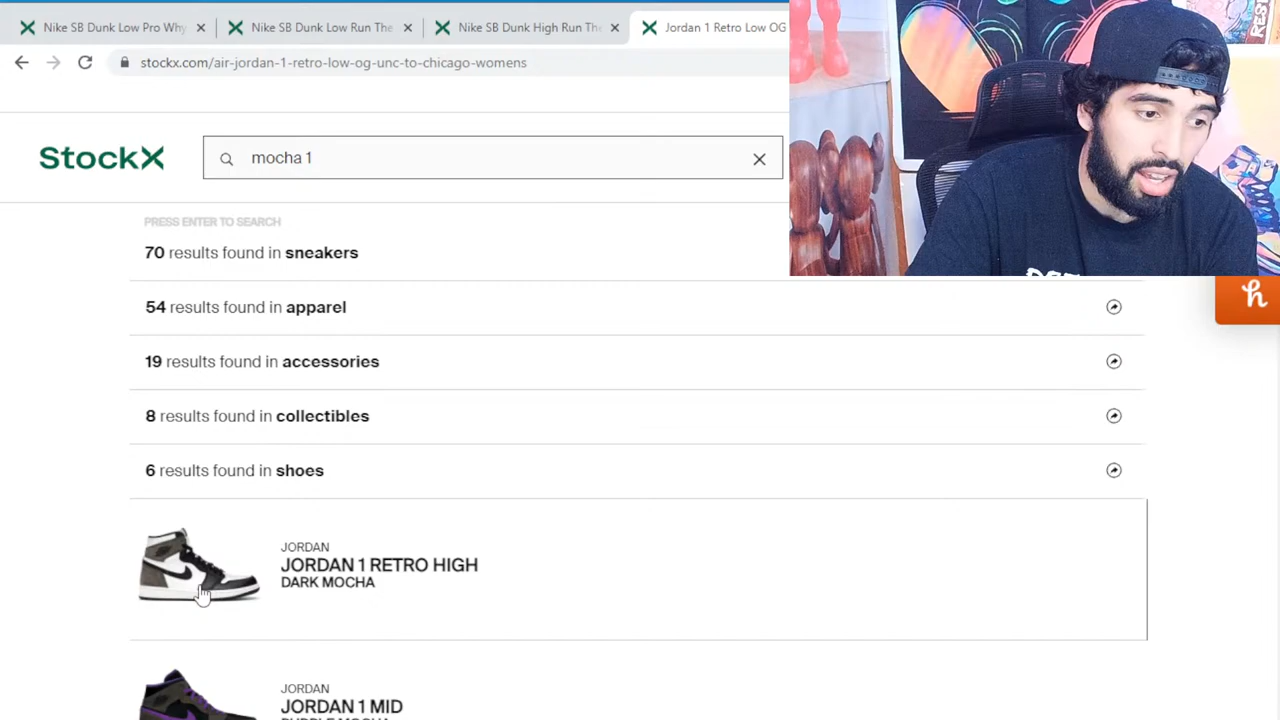 Nike SB Dunk Low Pro Why
Nike SB Dunk Low Run The
Nike SB Dunk High Run The
Jordan 1 Retro Low OG
stockx.com/air-jordan-1-retro-low-og-unc-to-chicago-womens
StockX
mocha 1
PRESS ENTER TO SEARCH
70 results found in sneakers
54 results found in apparel
19 results found in accessories
8 results found in collectibles
6 results found in shoes
JORDAN
JORDAN 1 RETRO HIGH
DARK MOCHA
JORDAN
JORDAN 1 MID
PURPLE MOCHA
h